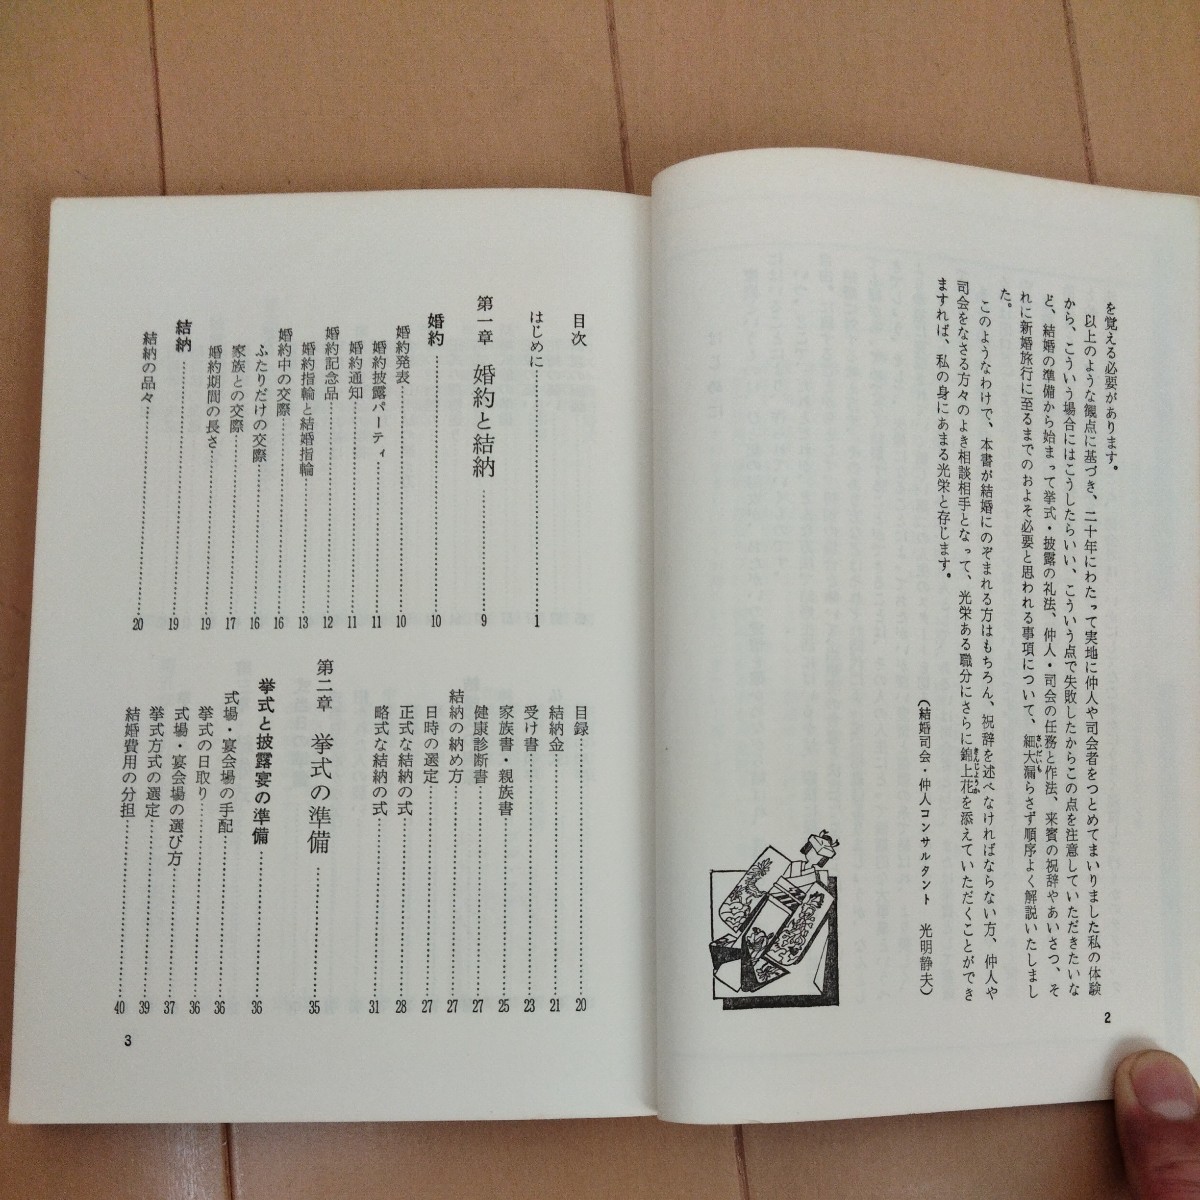 を覚える必要があります。
以上のような観点に基づき、二十年にわたって実地に仲人や司会者をつとめてまいりました私の体験
から、こういう場合にはこうしたらいい、こういう点で失敗したからこの点を注意していただきたいな
ど、結婚の準備から始まって挙式・披露の礼法、仲人・司会の任務と作法、来賓の祝辞やあいさつ、そ
れに新婚旅行に至るまでのおよそ必要と思われる事項について、細大漏らさず順序よく解説いたしまし
さいだいも
た。
このようなわけで、本書が結婚にのぞまれる方はもちろん、祝辞を述べなければならない方、仲人や
司会をなさる方々のよき相談相手となって、光栄ある職分にさらに錦上花を添えていただくことができ
きんじょうか
ますれば、私の身にあまる光栄と存じます。
（結婚司会・仲人コンサルタント　光明静夫）
2
目次
はじめに……1
第一章　婚約と結納……9
婚約……10
婚約発表……10
婚約披露パーティ……11
婚約通知……11
婚約記念品……12
婚約指輪と結婚指輪……13
婚約中の交際……16
ふたりだけの交際……16
家族との交際……17
婚約期間の長さ……19
結納……19
結納の品々……20
目録……20
結納金……21
受け書……23
家族書・親族書……25
健康診断書……27
結納の納め方……27
日時の選定……27
正式な結納の式……28
略式な結納の式……31
第二章　挙式の準備……35
挙式と披露宴の準備……36
式場・宴会場の手配……36
挙式の日取り……36
式場・宴会場の選び方……37
挙式方式の選定……39
結婚費用の分担……40
3